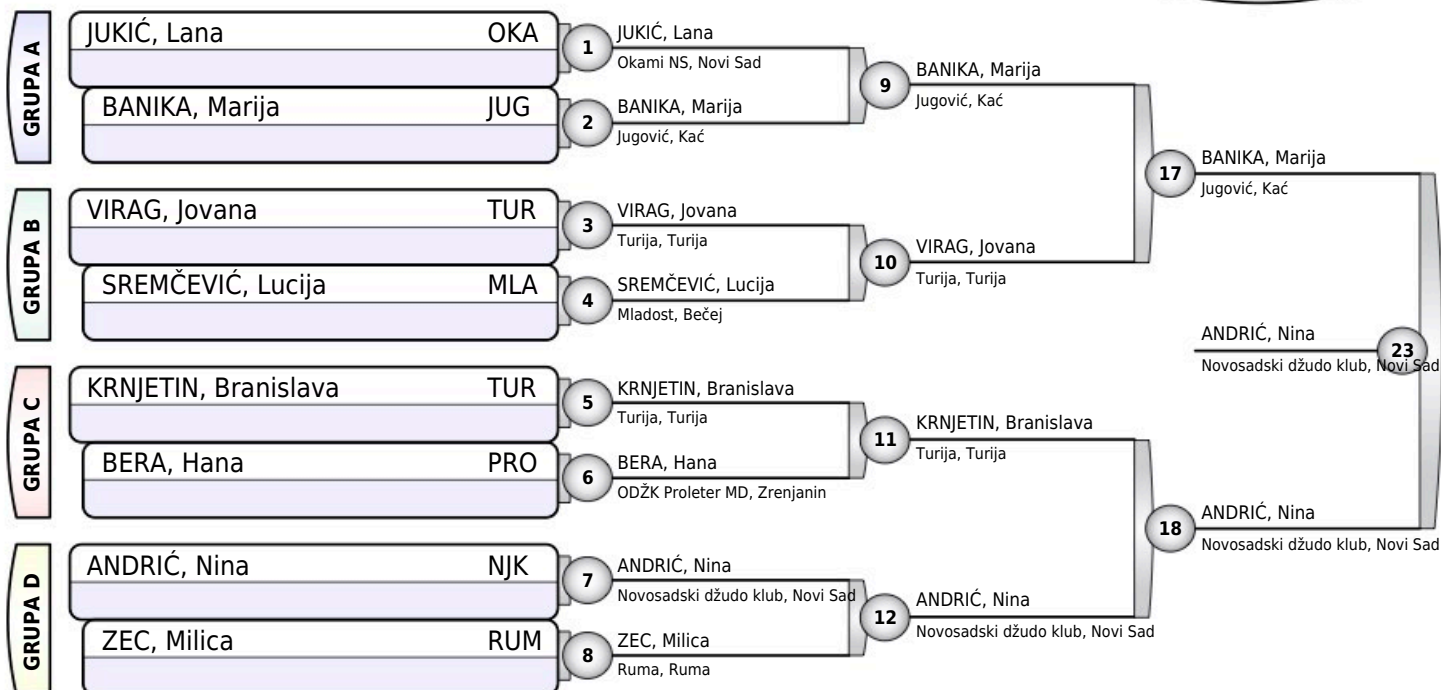 GRUPA A
JUKIĆ, Lana OKA
BANIKA, Marija JUG
1
JUKIĆ, Lana
Okami NS, Novi Sad
2
BANIKA, Marija
Jugović, Kać
9
BANIKA, Marija
Jugović, Kać
GRUPA B
VIRAG, Jovana TUR
SREMČEVIĆ, Lucija MLA
3
VIRAG, Jovana
Turija, Turija
4
SREMČEVIĆ, Lucija
Mladost, Bečej
10
VIRAG, Jovana
Turija, Turija
17
BANIKA, Marija
Jugović, Kać
GRUPA C
KRNJETIN, Branislava TUR
BERA, Hana PRO
5
KRNJETIN, Branislava
Turija, Turija
6
BERA, Hana
ODŽK Proleter MD, Zrenjanin
11
KRNJETIN, Branislava
Turija, Turija
GRUPA D
ANDRIĆ, Nina NJK
ZEC, Milica RUM
7
ANDRIĆ, Nina
Novosadski džudo klub, Novi Sad
8
ZEC, Milica
Ruma, Ruma
12
ANDRIĆ, Nina
Novosadski džudo klub, Novi Sad
18
ANDRIĆ, Nina
Novosadski džudo klub, Novi Sad
23
ANDRIĆ, Nina
Novosadski džudo klub, Novi Sad